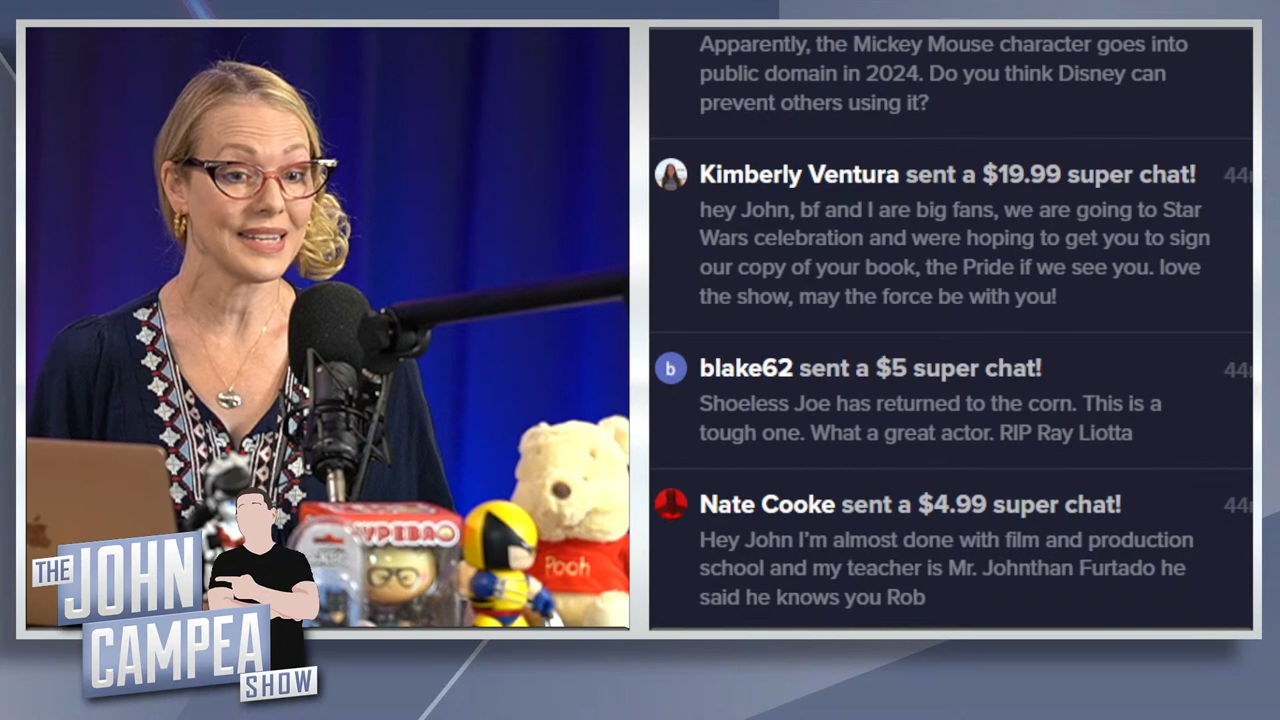 Apparently, the Mickey Mouse character goes into
public domain in 2024. Do you think Disney can
prevent others using it?
Kimberly Ventura sent a $19.99 super chat!
44
hey John, bf and I are big fans, we are going to Star
Wars celebration and were hoping to get you to sign
our copy of your book, the Pride if we see you. love
the show, may the force be with you!
b
blake62 sent a $5 super chat!
44
Shoeless Joe has returned to the corn. This is a
tough one. What a great actor. RIP Ray Liotta
Nate Cooke sent a $4.99 super chat!
44
Hey John I'm almost done with film and production
school and my teacher is Mr. Johnthan Furtado he
said he knows you Rob
Pooh
THE
JOHN
CAMPEA
SHOW